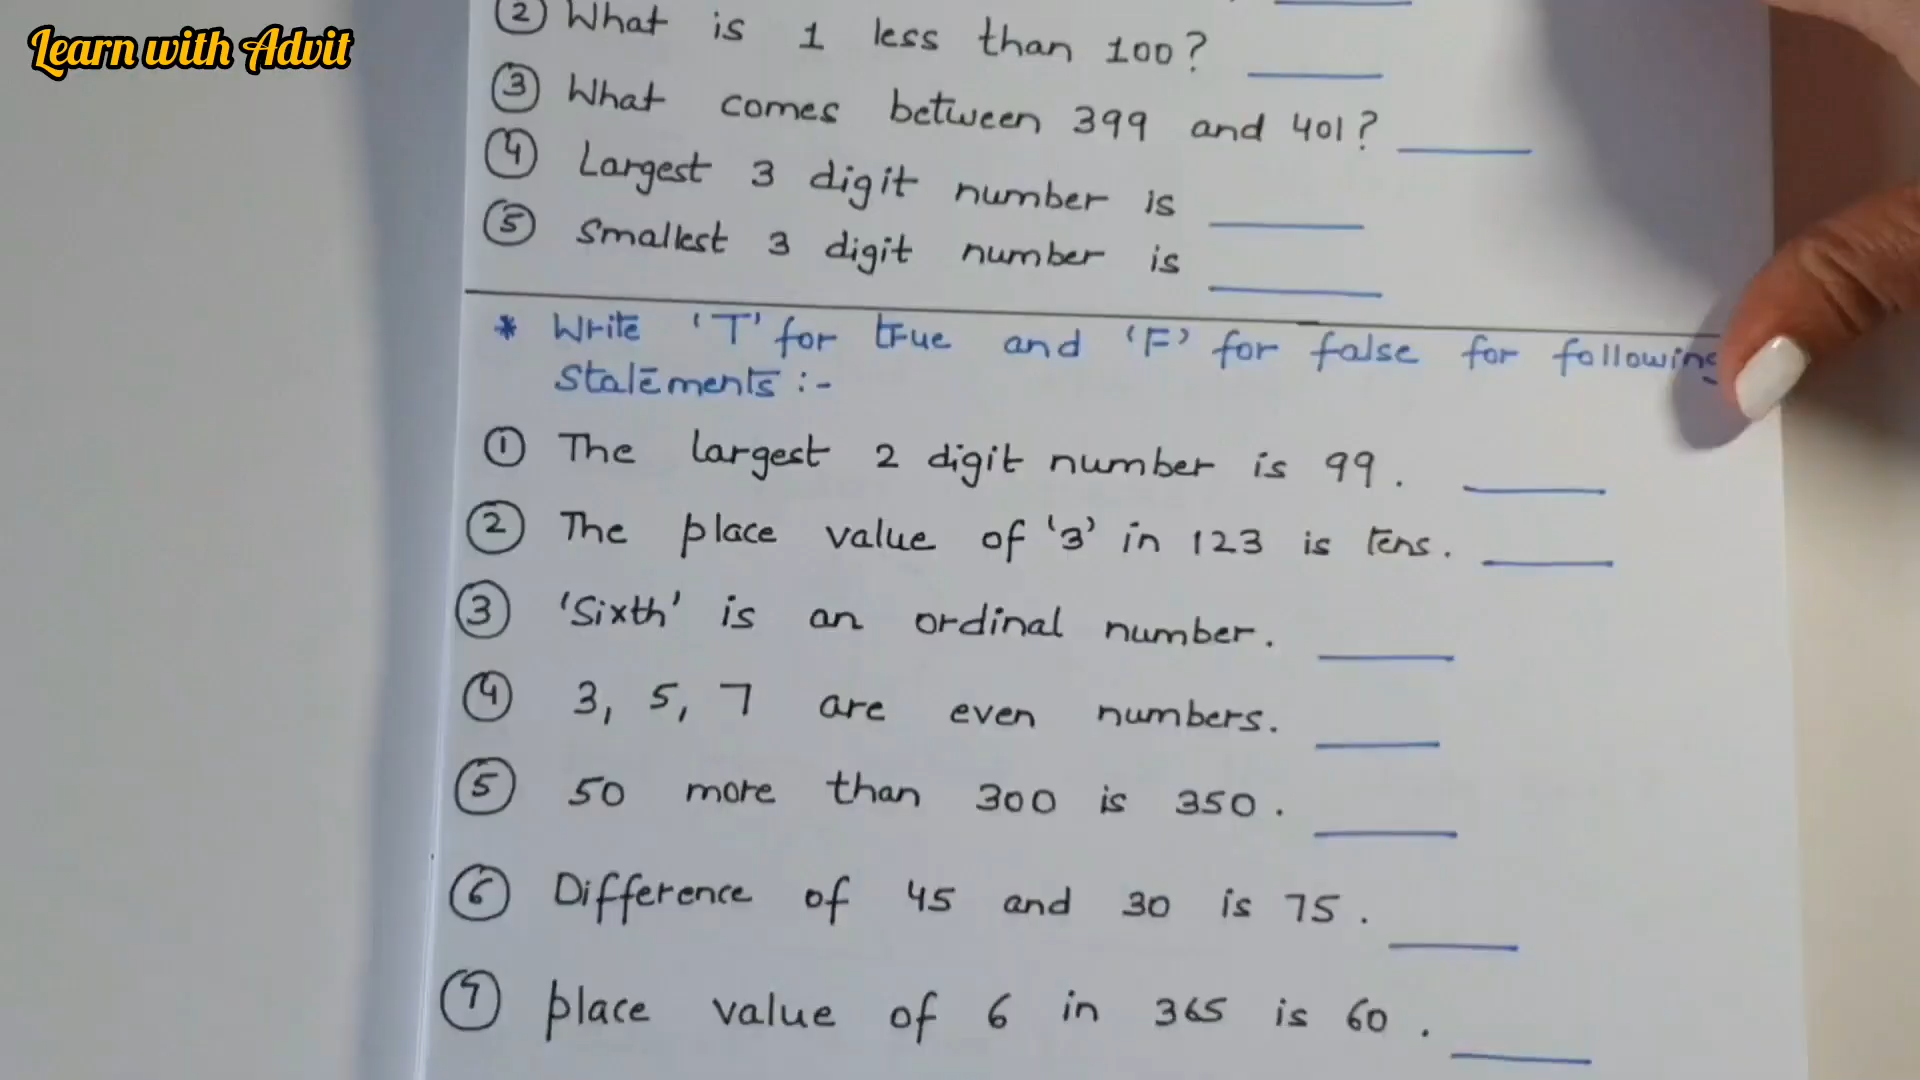 Learn with Advit
② What is 1 less than 100?
③ What comes between 399 and 401?
④ Largest 3 digit number is
⑤ Smallest 3 digit number is
* Write 'T' for true and 'F' for false for following
Statements :-
① The largest 2 digit number is 99.
② The place value of '3' in 123 is tens.
③ 'Sixth' is an ordinal number.
④ 3, 5, 7 are even numbers.
⑤ 50 more than 300 is 350.
⑥ Difference of 45 and 30 is 75.
⑦ place value of 6 in 365 is 60.